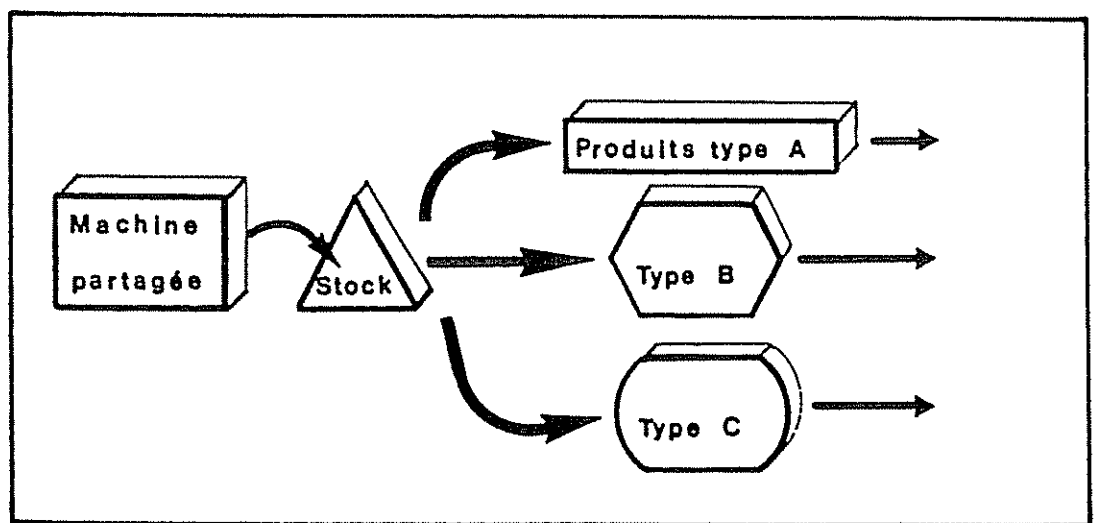 Produits type A
Machine
partagée
Stock
Type B
Type C